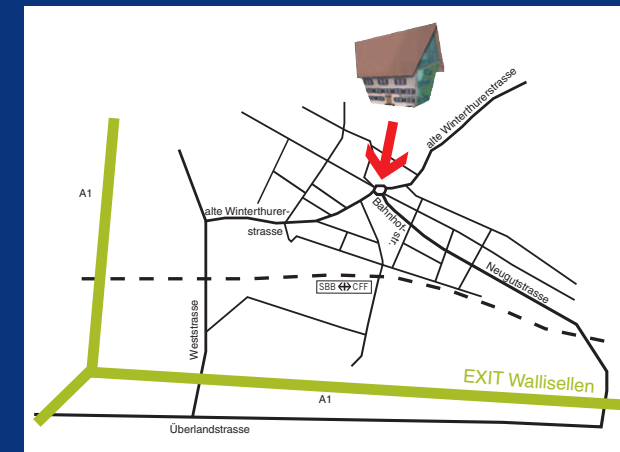 alte Winterthurerstrasse
A1
alte Winterthurer-
strasse
Bahnhof-
str.
Neugutstrasse
SBB CFF
Weststrasse
EXIT Wallisellen
A1
Überlandstrasse